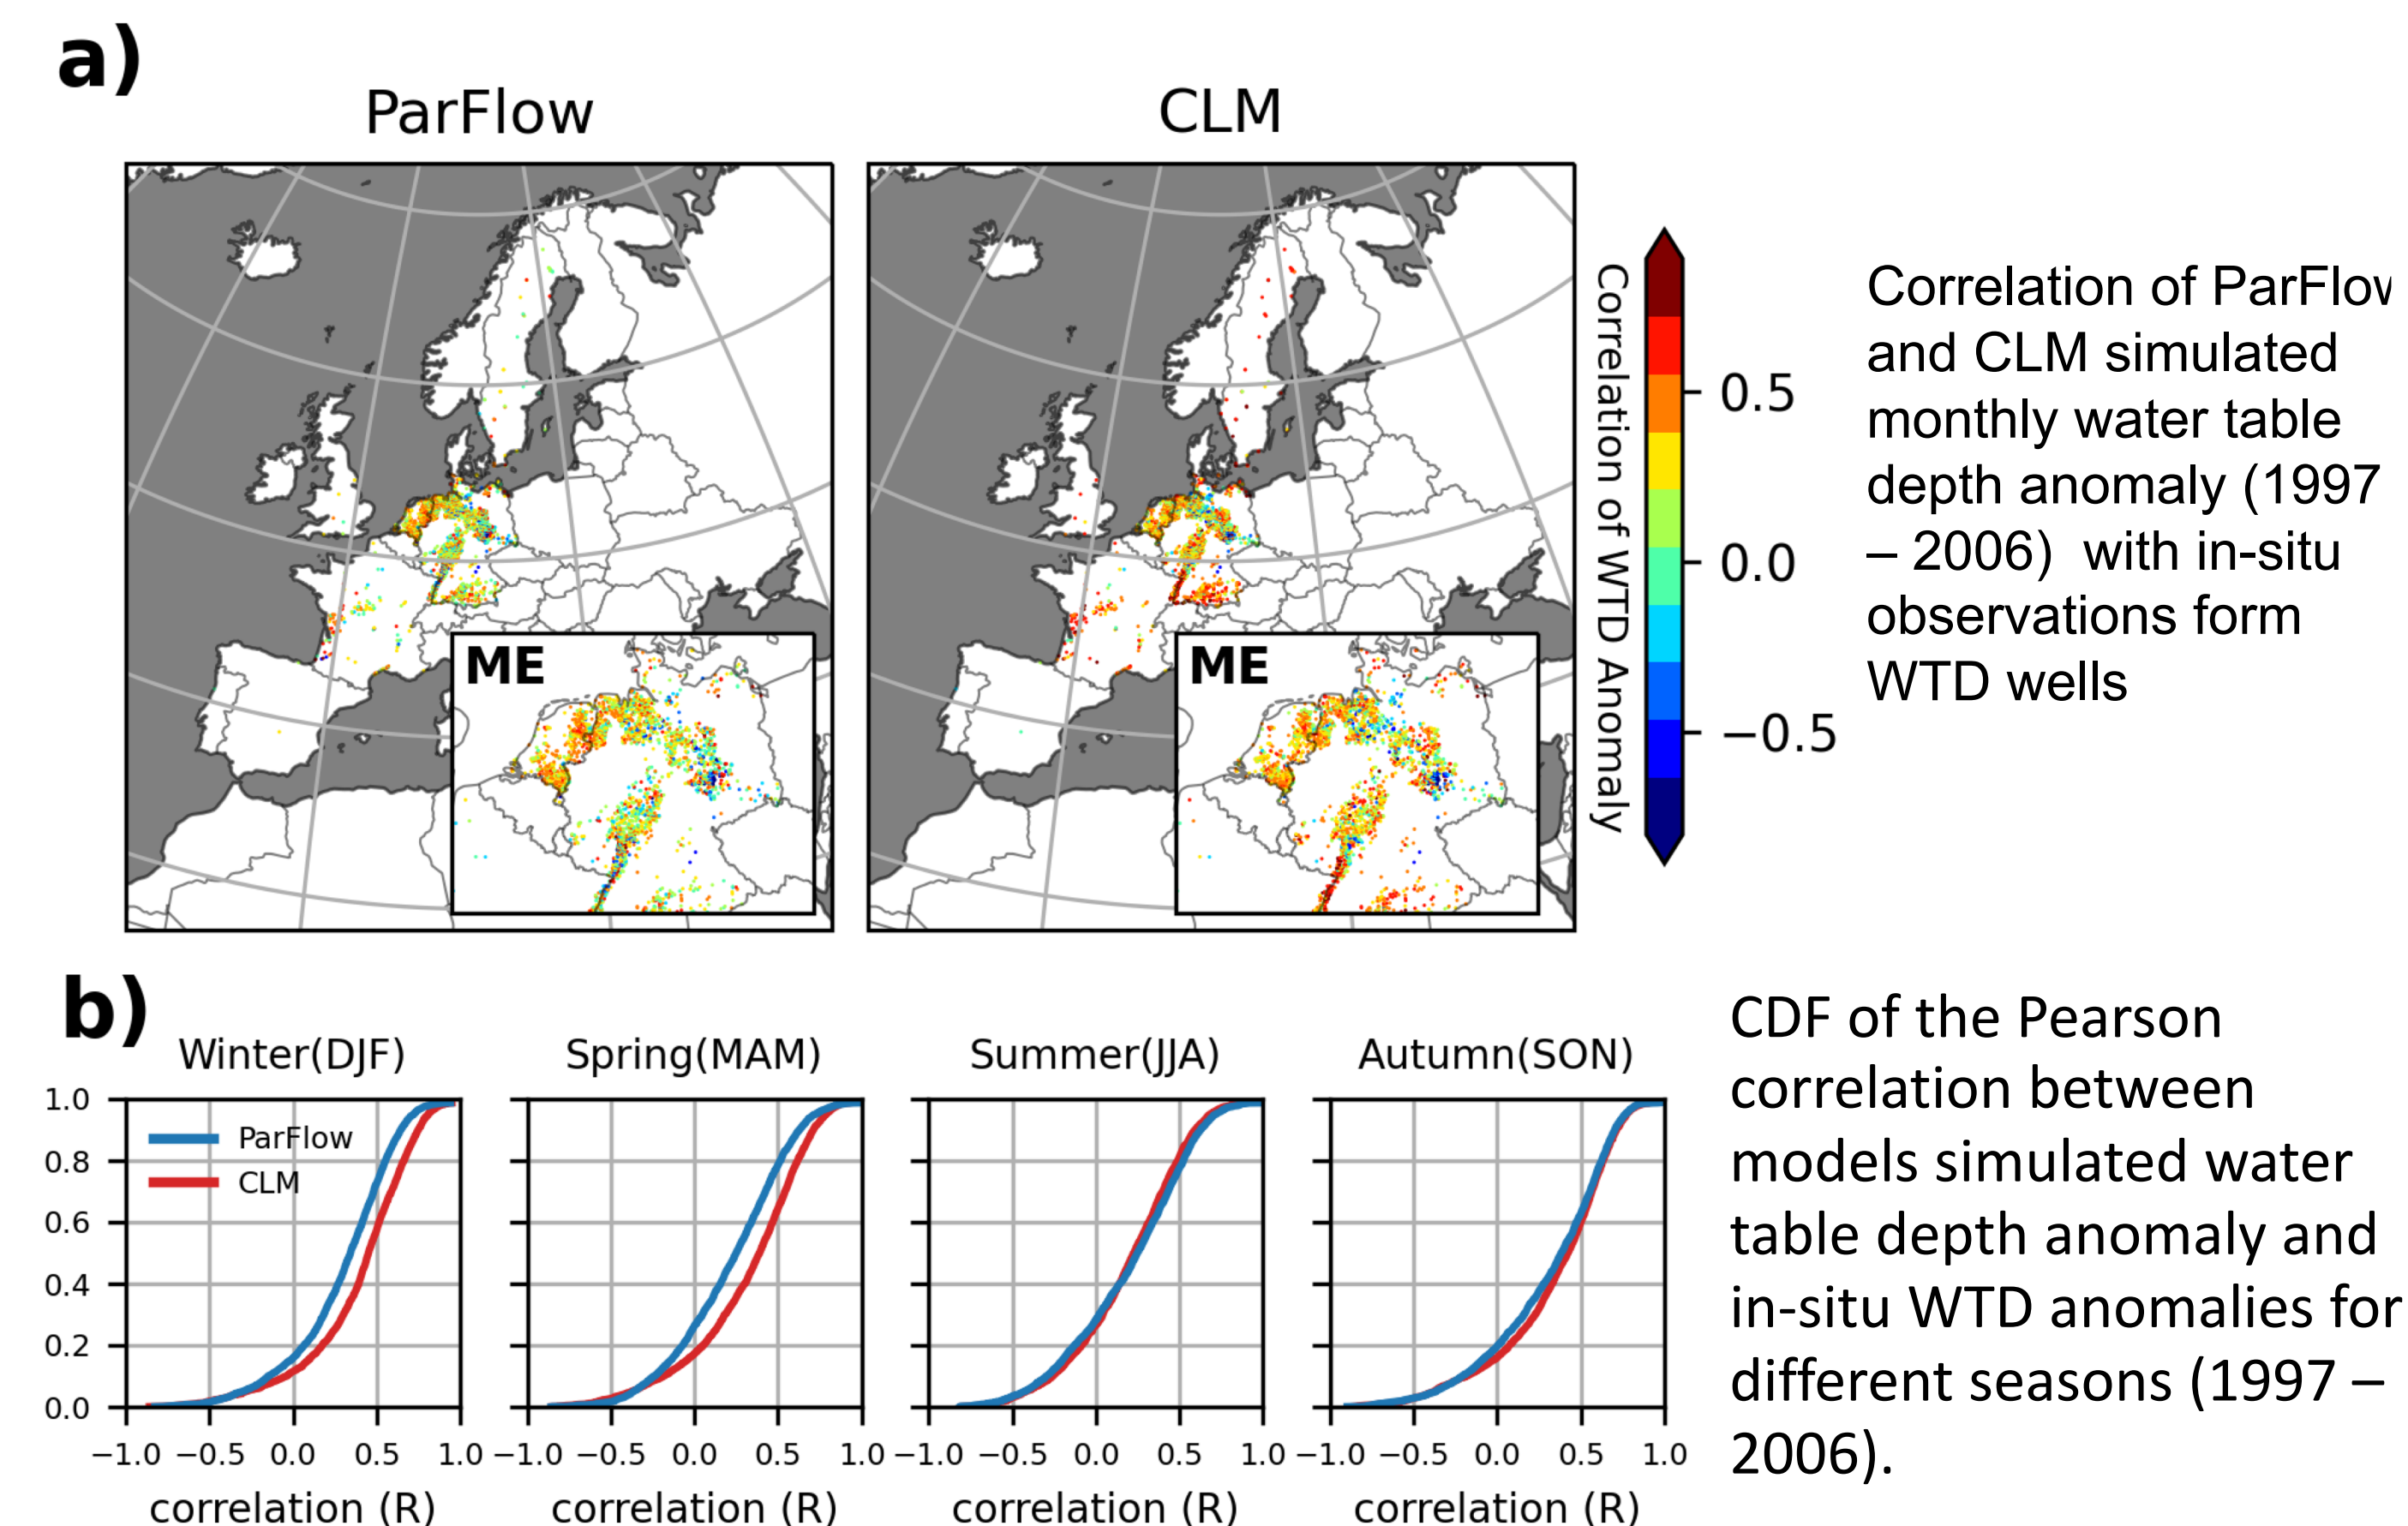 a)
ParFlow
CLM
ME
ME
Correlation of WTD Anomaly
0.5
0.0
−0.5
Correlation of ParFlow
and CLM simulated
monthly water table
depth anomaly (1997
– 2006)  with in-situ
observations form
WTD wells
b)
Winter(DJF)
Spring(MAM)
Summer(JJA)
Autumn(SON)
1.0
0.8
0.6
0.4
0.2
0.0
ParFlow
CLM
−1.0 −0.5 0.0 0.5 1.0
−1.0 −0.5 0.0 0.5 1.0
−1.0 −0.5 0.0 0.5 1.0
−1.0 −0.5 0.0 0.5 1.0
correlation (R)
correlation (R)
correlation (R)
correlation (R)
CDF of the Pearson
correlation between
models simulated water
table depth anomaly and
in-situ WTD anomalies for
different seasons (1997 –
2006).